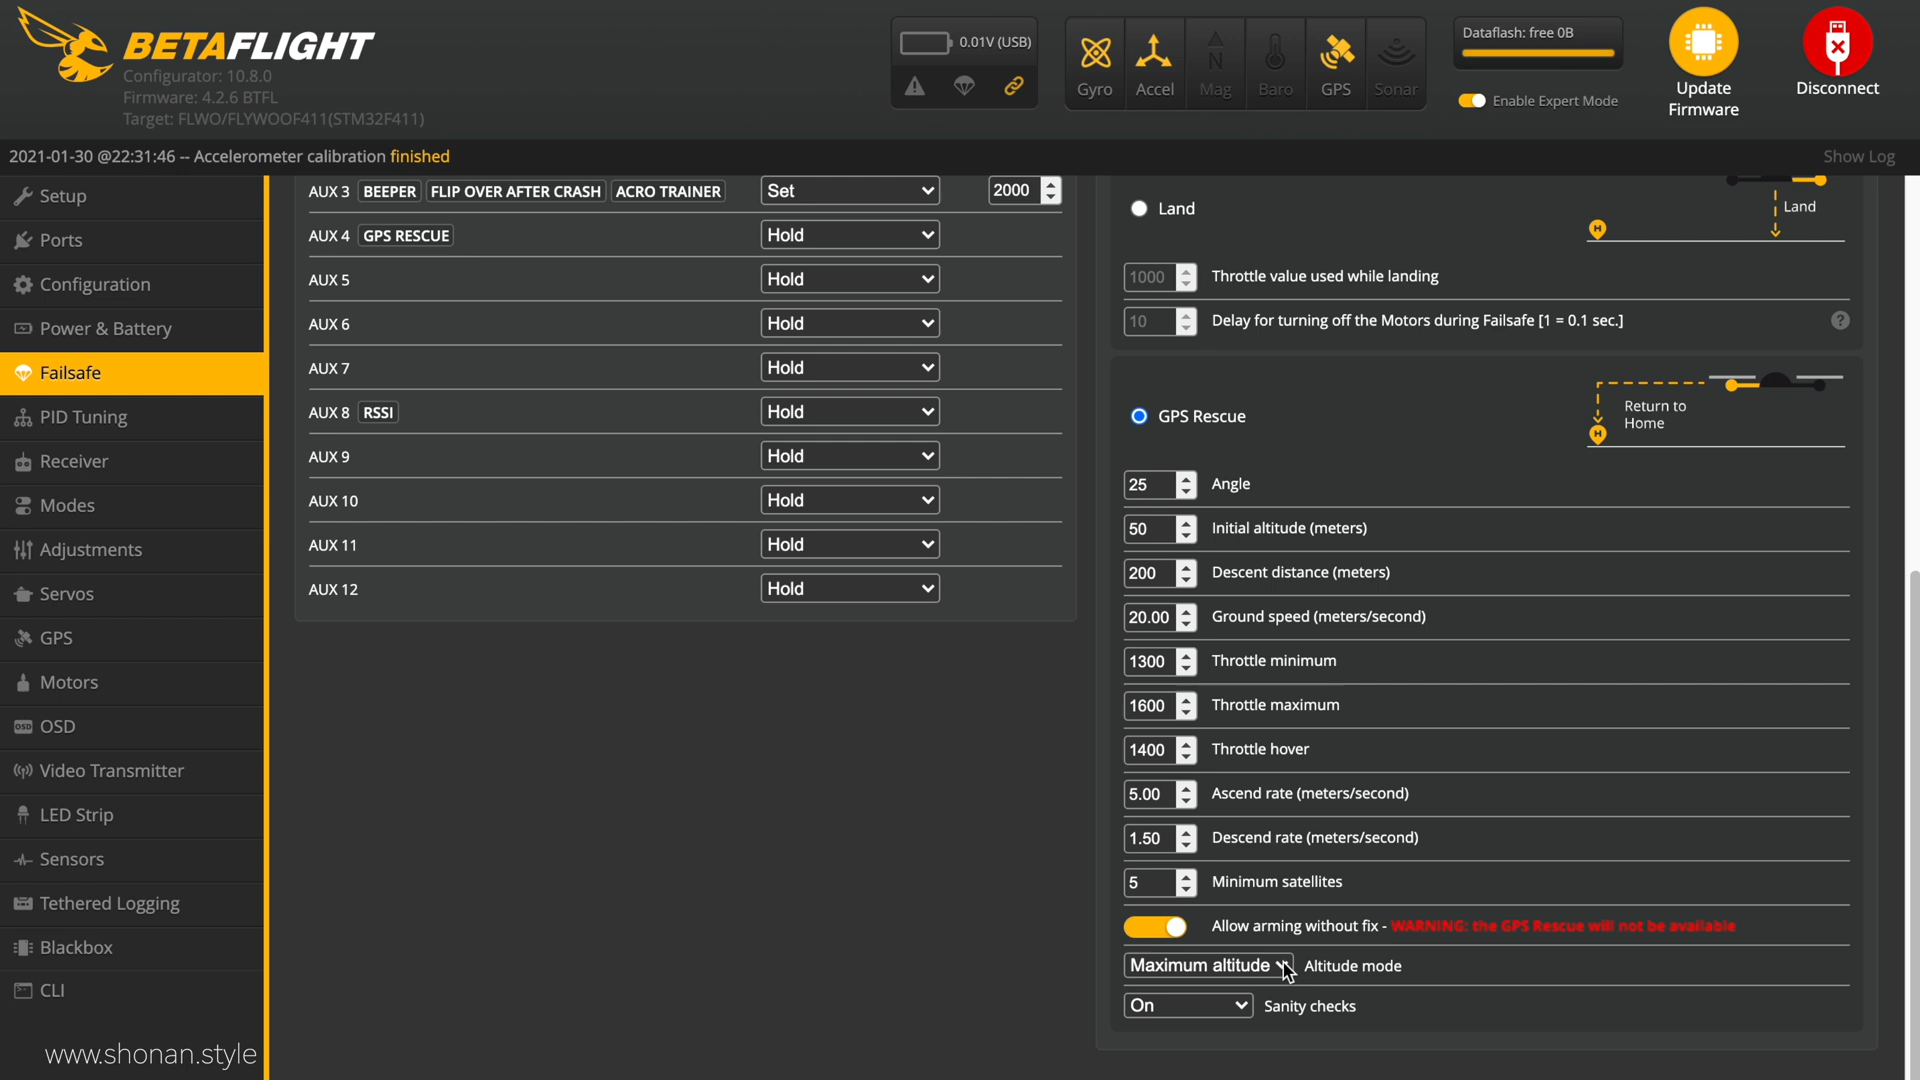 BETAFLIGHT
Configurator: 10.8.0
Firmware: 4.2.6 BTFL
Target: FLWO/FLYWOOF411(STM32F411)
0.01V (USB)
Gyro
Accel
N
Mag
Baro
GPS
Sonar
Dataflash: free 0B
Enable Expert Mode
Update
Firmware
Disconnect
2021-01-30 @22:31:46 -- Accelerometer calibration finished
Show Log
Setup
Ports
Configuration
Power & Battery
Failsafe
PID Tuning
Receiver
Modes
Adjustments
Servos
GPS
Motors
OSD OSD
Video Transmitter
LED Strip
Sensors
Tethered Logging
Blackbox
CLI
www.shonan.style
AUX 3 BEEPER FLIP OVER AFTER CRASH ACRO TRAINER Set 2000
AUX 4 GPS RESCUE Hold
AUX 5 Hold
AUX 6 Hold
AUX 7 Hold
AUX 8 RSSI Hold
AUX 9 Hold
AUX 10 Hold
AUX 11 Hold
AUX 12 Hold
Land
Land
H
1000 Throttle value used while landing
10 Delay for turning off the Motors during Failsafe [1 = 0.1 sec.] ?
GPS Rescue
Return to
Home
H
25 Angle
50 Initial altitude (meters)
200 Descent distance (meters)
20.00 Ground speed (meters/second)
1300 Throttle minimum
1600 Throttle maximum
1400 Throttle hover
5.00 Ascend rate (meters/second)
1.50 Descend rate (meters/second)
5 Minimum satellites
Allow arming without fix - WARNING: the GPS Rescue will not be available
Maximum altitude Altitude mode
On Sanity checks